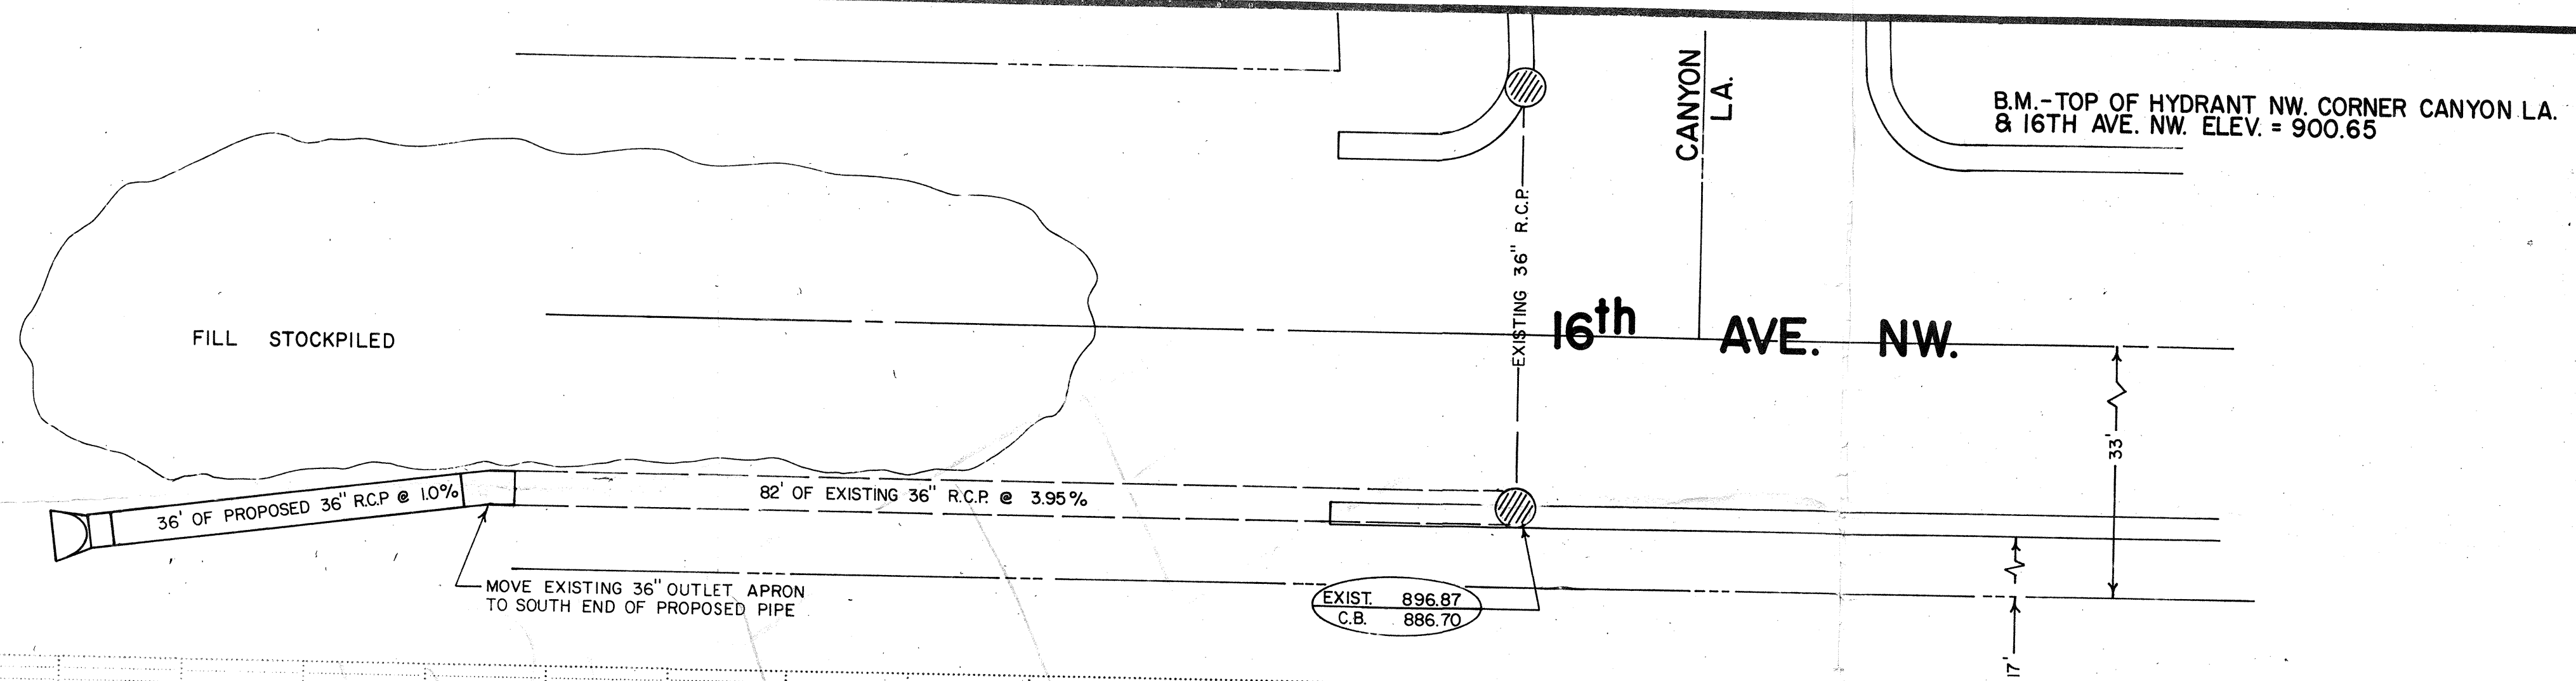 CANYON
LA.
B.M.-TOP OF HYDRANT NW. CORNER CANYON LA.
& 16TH AVE. NW. ELEV. = 900.65
EXISTING 36" R.C.P.
16th AVE. NW.
FILL STOCKPILED
33'
36' OF PROPOSED 36" R.C.P @ 1.0%
82' OF EXISTING 36" R.C.P. @ 3.95%
MOVE EXISTING 36" OUTLET APRON
TO SOUTH END OF PROPOSED PIPE
EXIST. 896.87
C.B. 886.70
17'